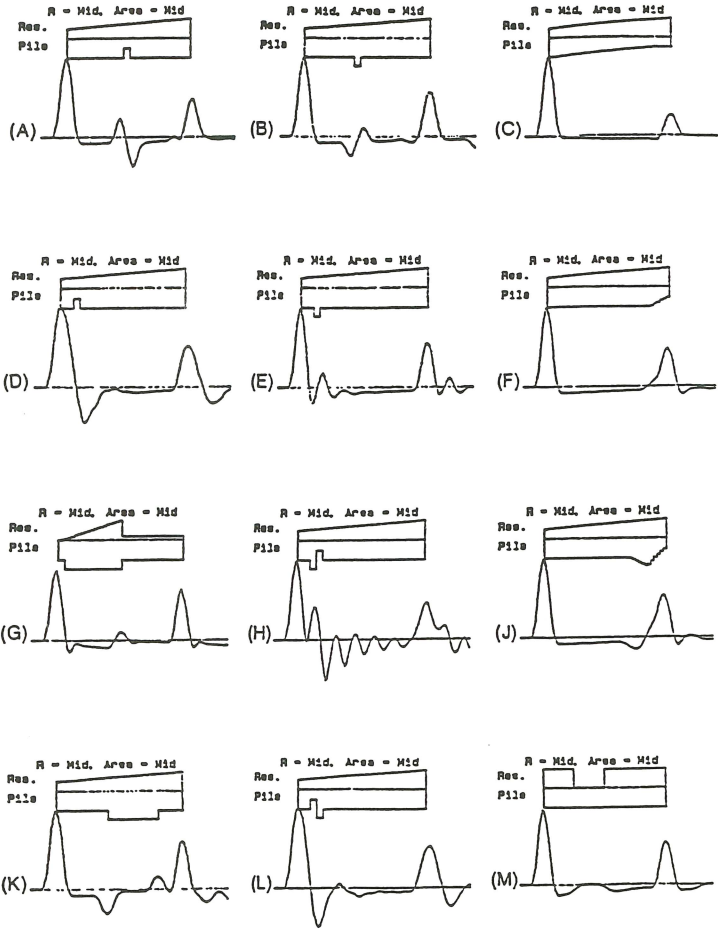 R = Mid, Area = Mid
Res.
Pile
(A)
R = Mid, Area = Mid
Res.
Pile
(B)
R = Mid, Area = Mid
Res.
Pile
(C)
R = Mid, Area = Mid
Res.
Pile
(D)
R = Mid, Area = Mid
Res.
Pile
(E)
R = Mid, Area = Mid
Res.
Pile
(F)
R = Mid, Area = Mid
Res.
Pile
(G)
R = Mid, Area = Mid
Res.
Pile
(H)
R = Mid, Area = Mid
Res.
Pile
(J)
R = Mid, Area = Mid
Res.
Pile
(K)
R = Mid, Area = Mid
Res.
Pile
(L)
R = Mid, Area = Mid
Res.
Pile
(M)